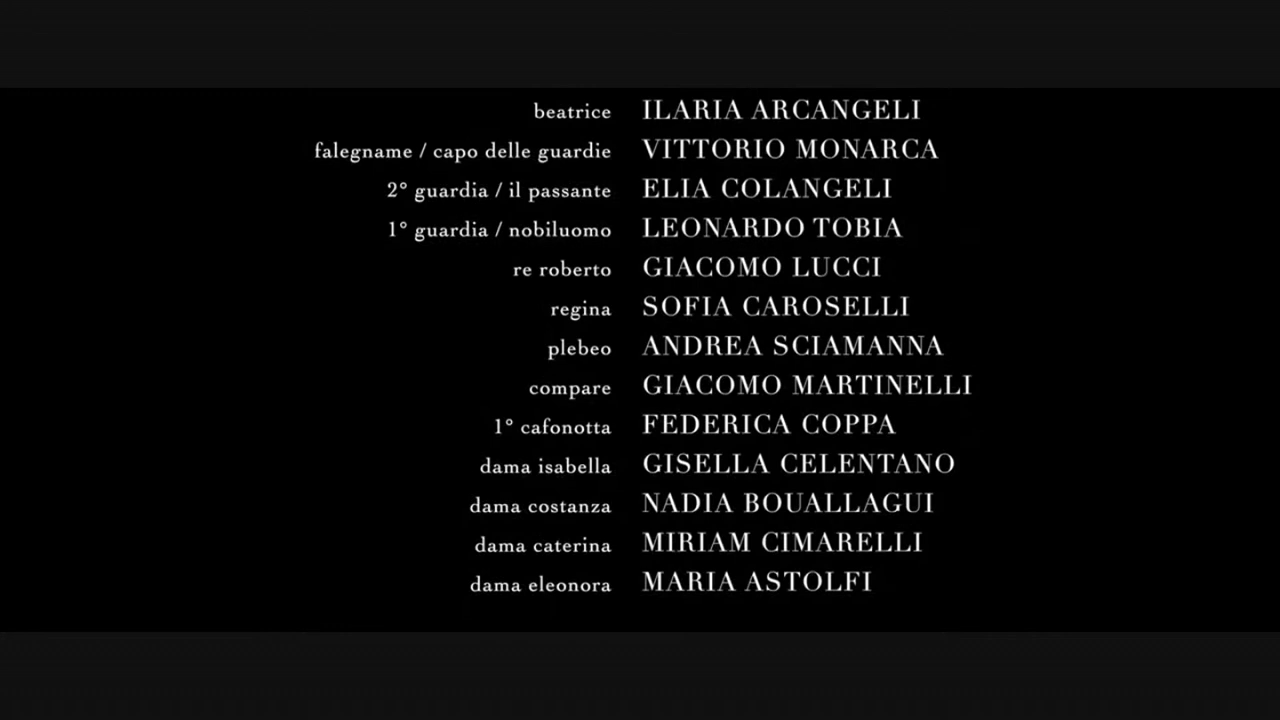 beatrice ILARIA ARCANGELI
falegname / capo delle guardie VITTORIO MONARCA
2° guardia / il passante ELIA COLANGELI
1° guardia / nobiluomo LEONARDO TOBIA
re roberto GIACOMO LUCCI
regina SOFIA CAROSELLI
plebeo ANDREA SCIAMANNA
compare GIACOMO MARTINELLI
1° cafonotta FEDERICA COPPA
dama isabella GISELLA CELENTANO
dama costanza NADIA BOUALLAGUI
dama caterina MIRIAM CIMARELLI
dama eleonora MARIA ASTOLFI